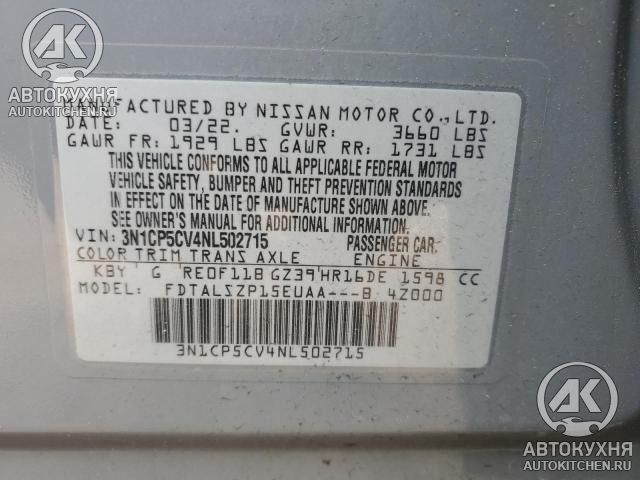 AK
АВТОКУХНЯ
AUTOKITCHEN.RU
MANUFACTURED BY NISSAN MOTOR CO.,LTD.
DATE: 03/22. GVWR: 3660 LBS
GAWR FR: 1929 LBS GAWR RR: 1731 LBS
THIS VEHICLE CONFORMS TO ALL APPLICABLE FEDERAL MOTOR
VEHICLE SAFETY, BUMPER AND THEFT PREVENTION STANDARDS
IN EFFECT ON THE DATE OF MANUFACTURE SHOWN ABOVE.
SEE OWNER'S MANUAL FOR ADDITIONAL INFORMATION.
VIN: 3N1CP5CV4NL502715 PASSENGER CAR.
COLOR TRIM TRANS AXLE ENGINE
KBY G RE0F11B GZ39 HR16DE 1598 CC
MODEL: FDTALSZP15EUAA---B 4Z000
3N1CP5CV4NL502715
AK
АВТОКУХНЯ
AUTOKITCHEN.RU